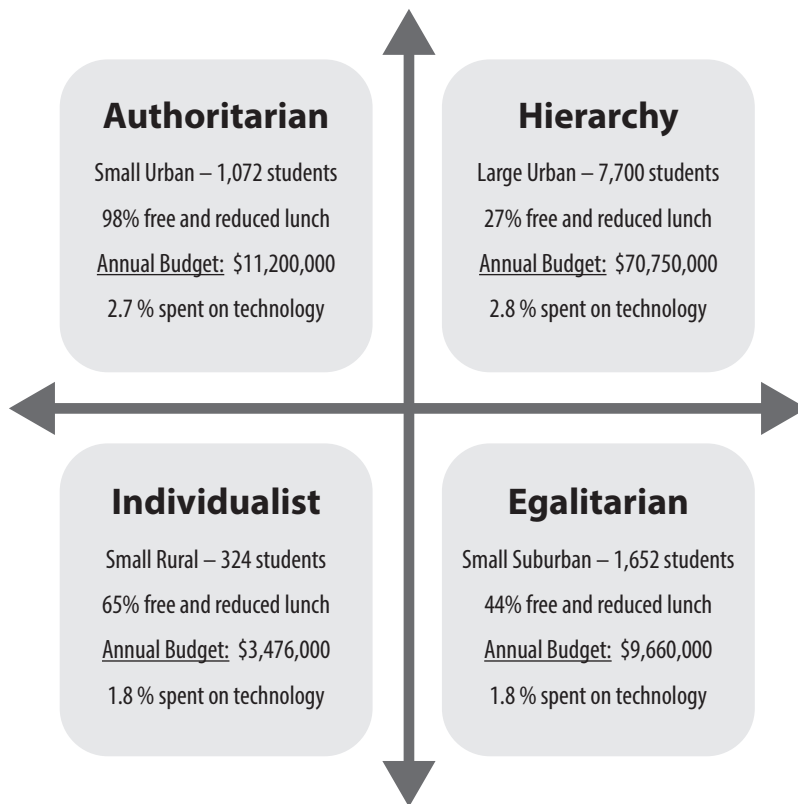 Authoritarian
Small Urban – 1,072 students
98% free and reduced lunch
Annual Budget: $11,200,000
2.7 % spent on technology
Hierarchy
Large Urban – 7,700 students
27% free and reduced lunch
Annual Budget: $70,750,000
2.8 % spent on technology
Individualist
Small Rural – 324 students
65% free and reduced lunch
Annual Budget: $3,476,000
1.8 % spent on technology
Egalitarian
Small Suburban – 1,652 students
44% free and reduced lunch
Annual Budget: $9,660,000
1.8 % spent on technology